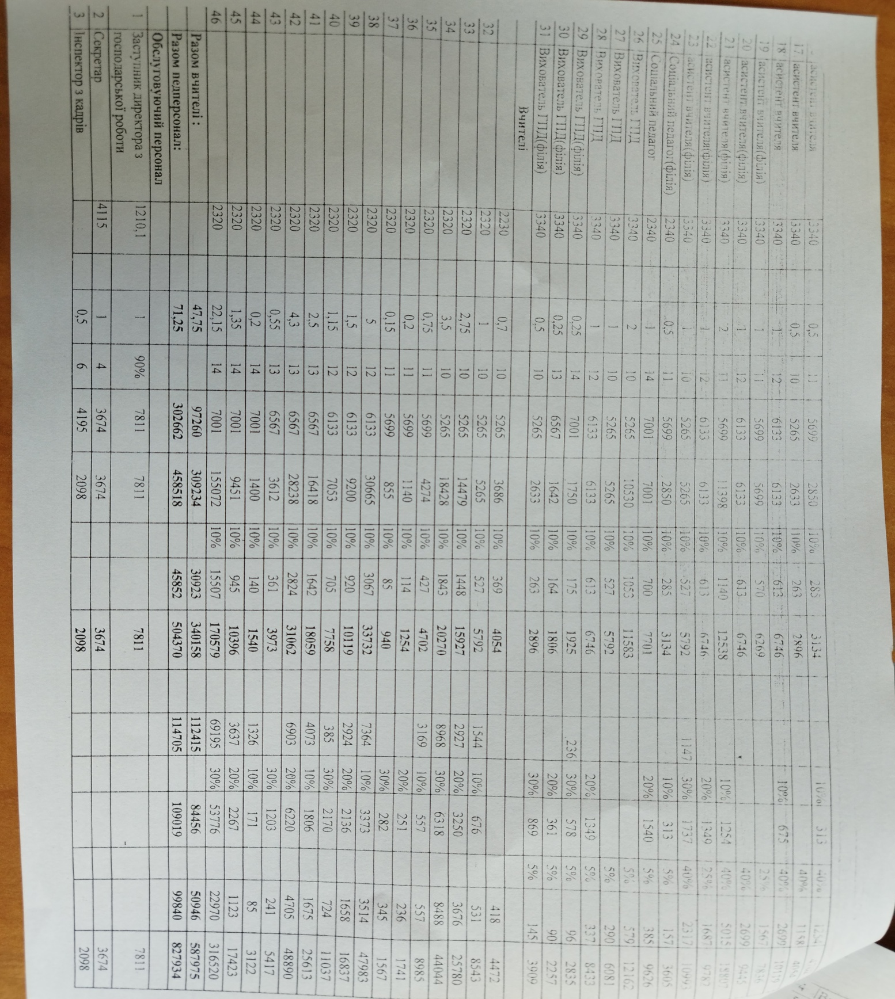 асистент вчителя 3340 0,5 11 5699 2850 10% 285 3134 10% 313 40%
17 асистент вчителя 3340 0,5 10 5265 2633 10% 263 2896 40% 1158
18 асистент вчителя 3340 1 12 6133 6133 10% 613 6746 10% 675 40% 2699
19 асистент вчителя(філія) 3340 1 11 5699 5699 10% 570 6269 25% 1567
20 асистент вчителя(філія) 3340 1 12 6133 6133 10% 613 6746 40% 2699 9445
21 асистент вчителя(філія) 3340 2 11 5699 11398 10% 1140 12538 10% 1254 40% 5015
22 асистент вчителя(філія) 3340 1 12 6133 6133 10% 613 6746 20% 1349 25% 1687 9782
23 асистент вчителя(філія) 3340 1 10 5265 5265 10% 527 5792 1147 30% 1737 40% 2317 10993
24 Соціальний педагог(філія) 2340 0,5 11 5699 2850 10% 285 3134 10% 313 5% 157 3605
25 Соціальний педагог 2340 1 14 7001 7001 10% 700 7701 20% 1540 5% 385 9626
26 Вихователь ГПД 3340 2 10 5265 10530 10% 1053 11583 5% 579 12162
27 Вихователь ГПД 3340 1 10 5265 5265 10% 527 5792 5% 290 6081
28 Вихователь ГПД 3340 1 12 6133 6133 10% 613 6746 20% 1349 5% 337 8433
29 Вихователь ГПД(філія) 3340 0,25 14 7001 1750 10% 175 1925 236 30% 578 5% 96 2835
30 Вихователь ГПД(філія) 3340 0,25 13 6567 1642 10% 164 1806 20% 361 5% 90 2257
31 Вихователь ГПД(філія) 3340 0,5 10 5265 2633 10% 263 2896 30% 869 5% 145 3909
Вчителі
2230 0,7 10 5265 3686 10% 369 4054 418 4472
32 2320 1 10 5265 5265 10% 527 5792 1544 10% 676 531 8543
33 2320 2,75 10 5265 14479 10% 1448 15927 2927 20% 3250 3676 25780
34 2320 3,5 10 5265 18428 10% 1843 20270 8968 30% 6318 8488 44044
35 2320 0,75 11 5699 4274 10% 427 4702 3169 10% 557 557 8985
36 2320 0,2 11 5699 1140 10% 114 1254 20% 251 236 1741
37 2320 0,15 11 5699 855 10% 85 940 30% 282 345 1567
38 2320 5 12 6133 30665 10% 3067 33732 7364 10% 3373 3514 47983
39 2320 1,5 12 6133 9200 10% 920 10119 2924 20% 2136 1658 16837
40 2320 1,15 12 6133 7053 10% 705 7758 385 30% 2170 724 11037
41 2320 2,5 13 6567 16418 10% 1642 18059 4073 10% 1806 1675 25613
42 2320 4,3 13 6567 28238 10% 2824 31062 6903 20% 6220 4705 48890
43 2320 0,55 13 6567 3612 10% 361 3973 30% 1203 241 5417
44 2320 0,2 14 7001 1400 10% 140 1540 1326 10% 171 85 3122
45 2320 1,35 14 7001 9451 10% 945 10396 3637 20% 2267 1123 17423
46 2320 22,15 14 7001 155072 10% 15507 170579 69195 30% 53776 22970 316520
Разом вчителі : 47,75 97260 309234 30923 340158 112415 84456 50946 587975
Разом педперсонал: 71,25 302662 458518 45852 504370 114705 109019 99840 827934
Обслуговуючий персонал
1 Заступник директора з
господарської роботи 1210,1 1 90% 7811 7811 7811 7811
2 Секретар 4115 1 4 3674 3674 3674 3674
3 Інспектор з кадрів 0,5 6 4195 2098 2098 2098